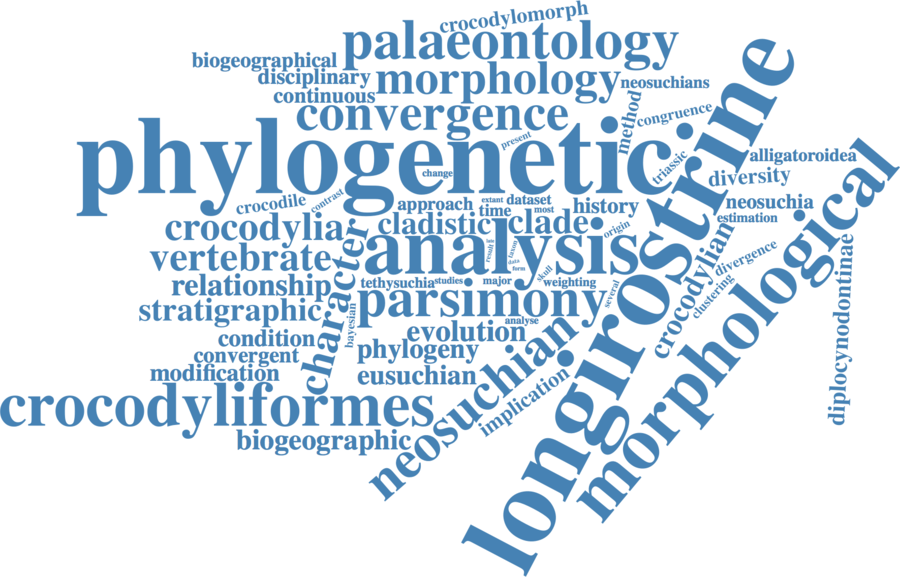 crocodylomorph
palaeontology
biogeographical
disciplinary
morphology
neosuchians
continuous
convergence
method
congruence
phylogenetic
present
change
triassic
longirostrine
alligatoroidea
diversity
morphological
crocodile
contrast
approach
extant
dataset
time
most
history
neosuchia
estimation
crocodylia
character
cladistic
clade
origin
vertebrate
analysis
result
taxon
data
form
skull
crocodylian
divergence
clustering
diplocynodontinae
relationship
tethysuchia
studies
major
weighting
several
stratigraphic
bayesian
parsimony
analyse
condition
evolution
convergent
phylogeny
modification
eusuchian
neosuchian
implication
crocodyliformes
biogeographic